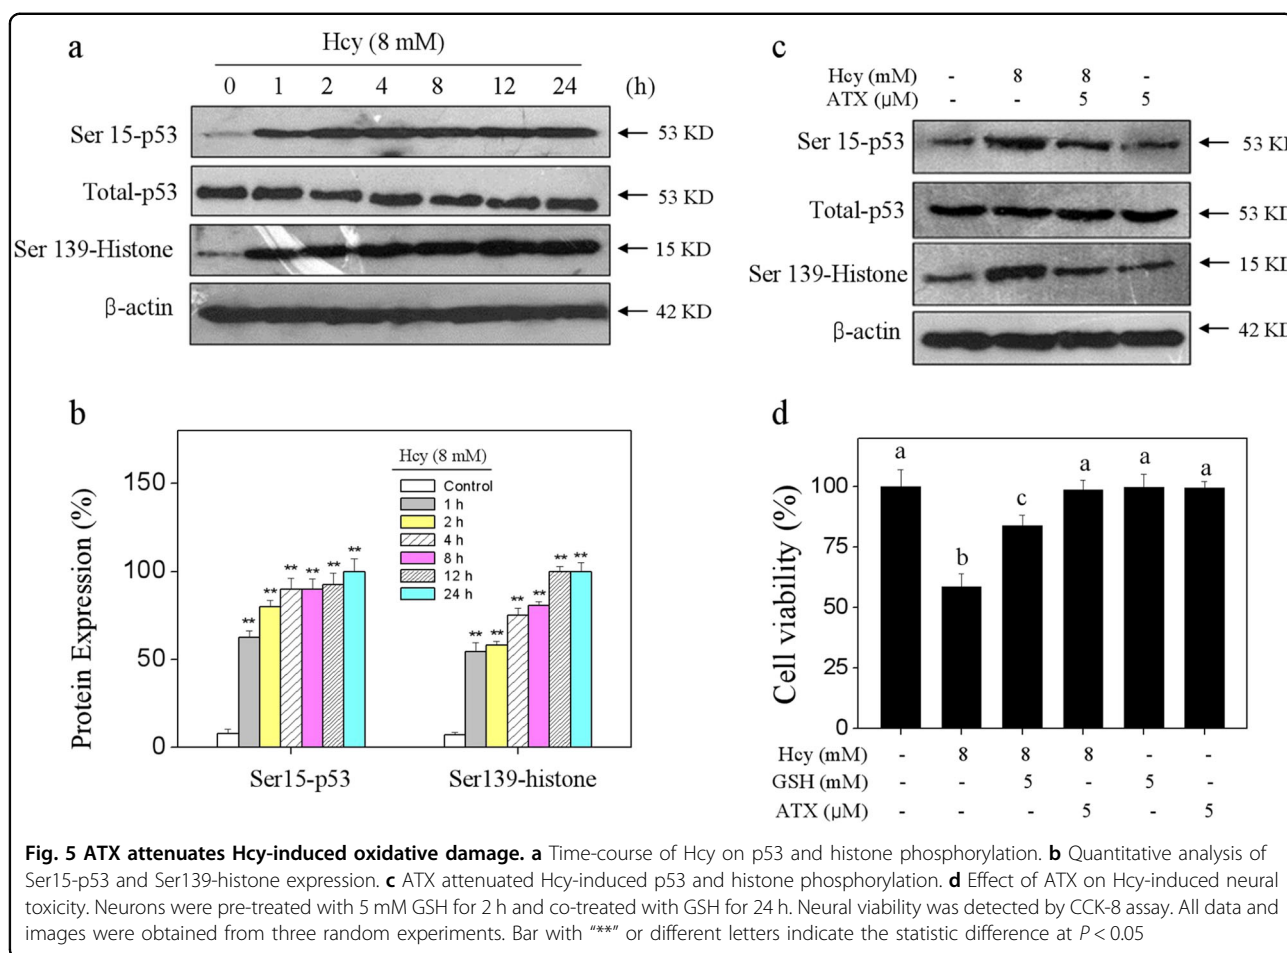 a
Hcy (8 mM)
0 1 2 4 8 12 24 (h)
Ser 15-p53 53 KD
Total-p53 53 KD
Ser 139-Histone 15 KD
β-actin 42 KD
c
Hcy (mM) - 8 8 -
ATX (μM) - - 5 5
Ser 15-p53 53 KD
Total-p53 53 KD
Ser 139-Histone 15 KD
β-actin 42 KD
b
Protein Expression (%)
150
100
50
0
Hcy (8 mM)
Control
1 h
2 h
4 h
8 h
12 h
24 h
** ** ** ** ** **
** ** ** ** ** **
Ser15-p53 Ser139-histone
d
Cell viability (%)
100
75
50
25
0
a b c a a a
Hcy (mM) - 8 8 8 - -
GSH (mM) - - 5 - 5 -
ATX (μM) - - - 5 - 5
Fig. 5 ATX attenuates Hcy-induced oxidative damage. a Time-course of Hcy on p53 and histone phosphorylation. b Quantitative analysis of
Ser15-p53 and Ser139-histone expression. c ATX attenuated Hcy-induced p53 and histone phosphorylation. d Effect of ATX on Hcy-induced neural
toxicity. Neurons were pre-treated with 5 mM GSH for 2 h and co-treated with GSH for 24 h. Neural viability was detected by CCK-8 assay. All data and
images were obtained from three random experiments. Bar with "**" or different letters indicate the statistic difference at P < 0.05